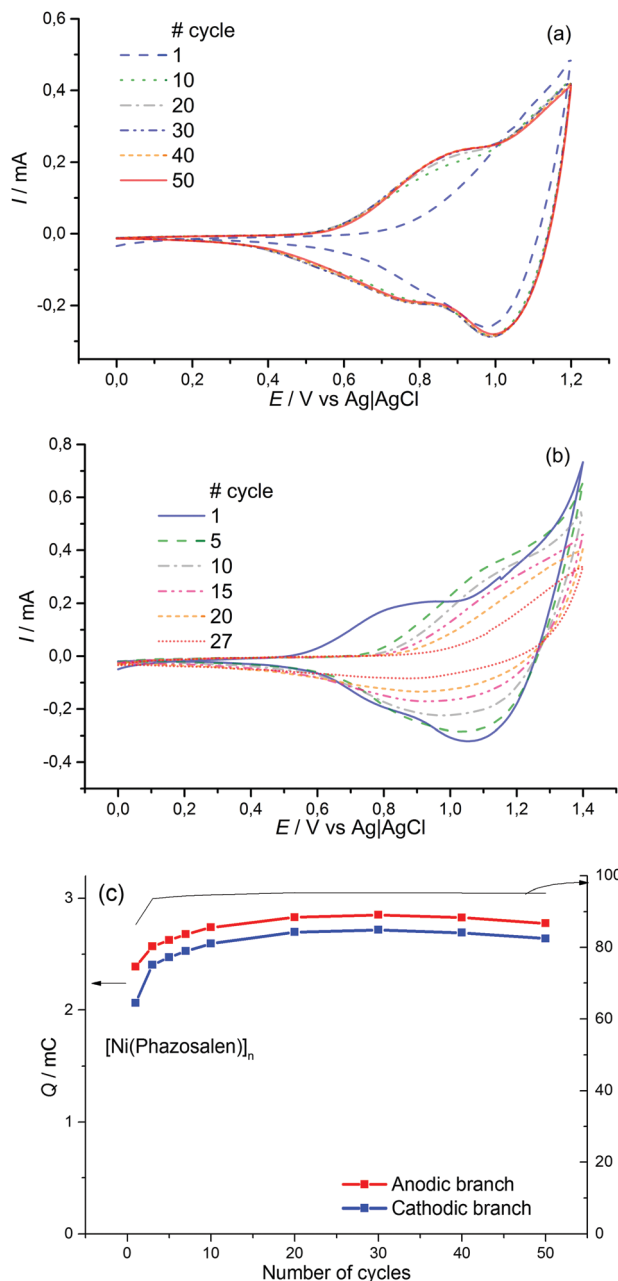 (a)
# cycle
1
10
20
30
40
50
0,6
0,4
0,2
0,0
-0,2
I / mA
0,0 0,2 0,4 0,6 0,8 1,0 1,2
E / V vs Ag|AgCl
(b)
# cycle
1
5
10
15
20
27
0,8
0,6
0,4
0,2
0,0
-0,2
-0,4
I / mA
0,0 0,2 0,4 0,6 0,8 1,0 1,2 1,4
E / V vs Ag|AgCl
(c)
3
2
1
0
Q / mC
100
80
60
40
20
0
[Ni(Phazosalen)]n
Anodic branch
Cathodic branch
0 10 20 30 40 50
Number of cycles